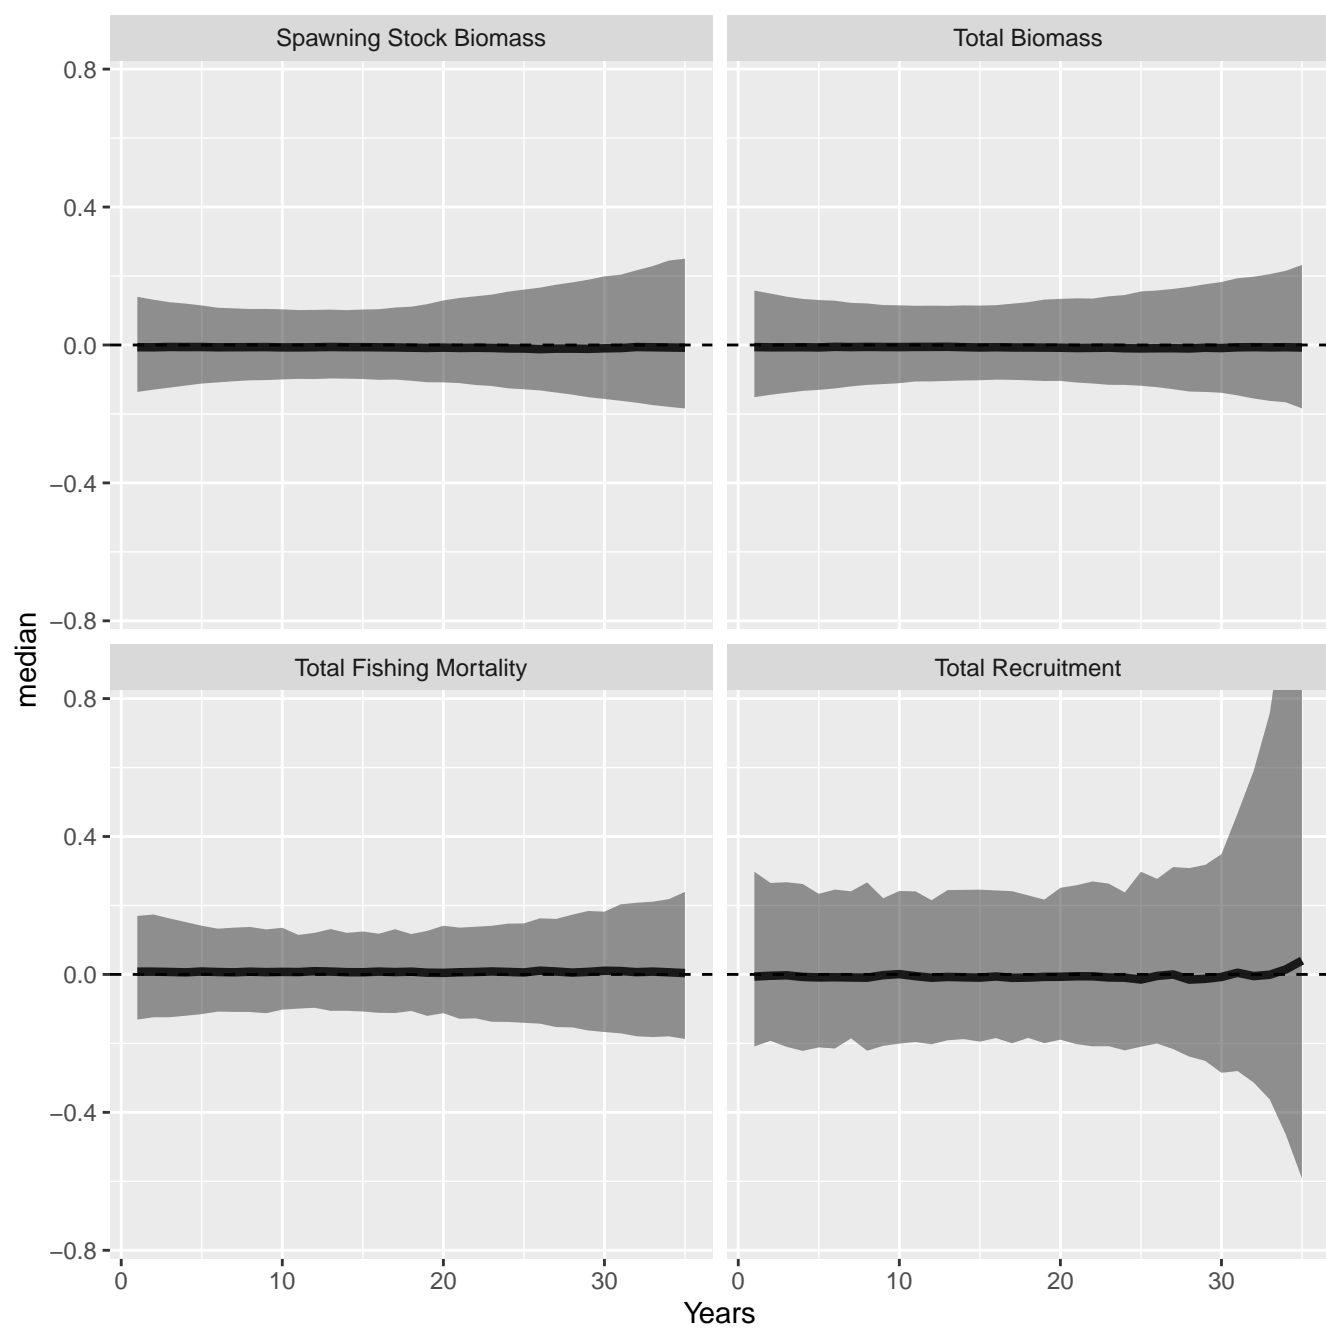 Spawning Stock Biomass
Total Biomass
0.8
0.4
0.0
−0.4
−0.8
median
Total Fishing Mortality
Total Recruitment
0.8
0.4
0.0
−0.4
−0.8
0 10 20 30
0 10 20 30
Years